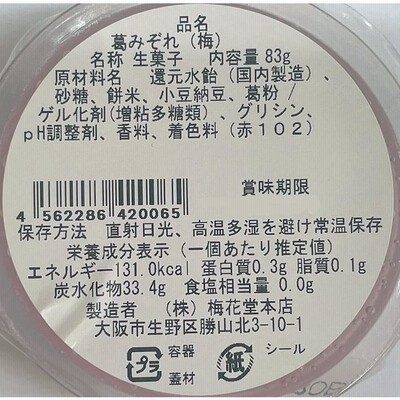 品名
葛みぞれ（梅）
名称 生菓子 内容量 83g
原材料名 還元水飴（国内製造）、
砂糖、餅米、小豆納豆、葛粉 /
ゲル化剤(増粘多糖類)、グリシン、
pH調整剤、香料、着色料（赤１０２）
賞味期限
4 562286 420065
保存方法 直射日光、高温多湿を避け常温保存
栄養成分表示（一個あたり推定値）
エネルギー131.0kcal 蛋白質0.3g 脂質0.1g
炭水化物33.4g 食塩相当量 0.0g
製造者 （株）梅花堂本店
大阪市生野区勝山北3-10-1
プラ 容器 紙 シール
蓋材